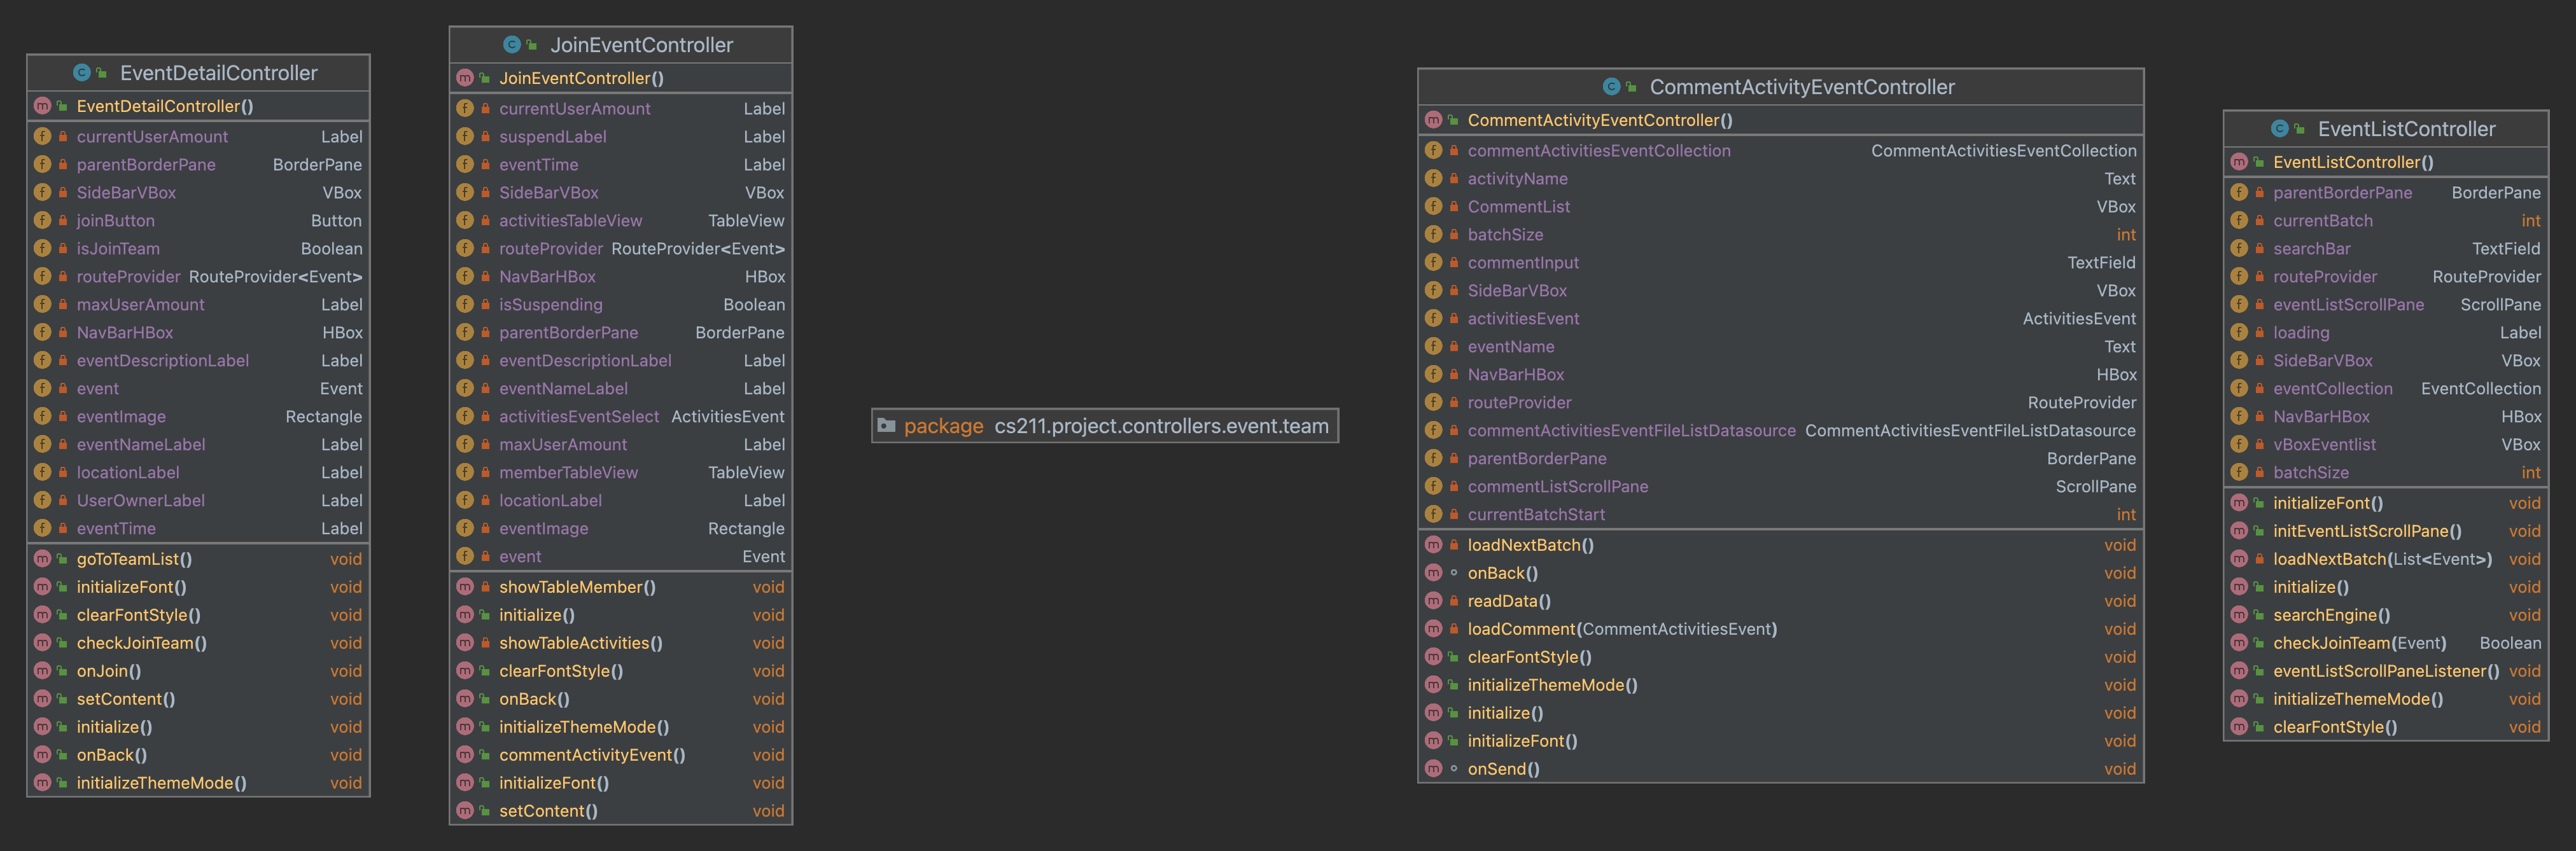 EventDetailController
EventDetailController()
currentUserAmount Label
parentBorderPane BorderPane
SideBarVBox VBox
joinButton Button
isJoinTeam Boolean
routeProvider RouteProvider<Event>
maxUserAmount Label
NavBarHBox HBox
eventDescriptionLabel Label
event Event
eventImage Rectangle
eventNameLabel Label
locationLabel Label
UserOwnerLabel Label
eventTime Label
goToTeamList() void
initializeFont() void
clearFontStyle() void
checkJoinTeam() void
onJoin() void
setContent() void
initialize() void
onBack() void
initializeThemeMode() void
JoinEventController
JoinEventController()
currentUserAmount Label
suspendLabel Label
eventTime Label
SideBarVBox VBox
activitiesTableView TableView
routeProvider RouteProvider<Event>
NavBarHBox HBox
isSuspending Boolean
parentBorderPane BorderPane
eventDescriptionLabel Label
eventNameLabel Label
activitiesEventSelect ActivitiesEvent
maxUserAmount Label
memberTableView TableView
locationLabel Label
eventImage Rectangle
event Event
showTableMember() void
initialize() void
showTableActivities() void
clearFontStyle() void
onBack() void
initializeThemeMode() void
commentActivityEvent() void
initializeFont() void
setContent() void
package cs211.project.controllers.event.team
CommentActivityEventController
CommentActivityEventController()
commentActivitiesEventCollection CommentActivitiesEventCollection
activityName Text
CommentList VBox
batchSize int
commentInput TextField
SideBarVBox VBox
activitiesEvent ActivitiesEvent
eventName Text
NavBarHBox HBox
routeProvider RouteProvider
commentActivitiesEventFileListDatasource CommentActivitiesEventFileListDatasource
parentBorderPane BorderPane
commentListScrollPane ScrollPane
currentBatchStart int
loadNextBatch() void
onBack() void
readData() void
loadComment(CommentActivitiesEvent) void
clearFontStyle() void
initializeThemeMode() void
initialize() void
initializeFont() void
onSend() void
EventListController
EventListController()
parentBorderPane BorderPane
currentBatch int
searchBar TextField
routeProvider RouteProvider
eventListScrollPane ScrollPane
loading Label
SideBarVBox VBox
eventCollection EventCollection
NavBarHBox HBox
vBoxEventlist VBox
batchSize int
initializeFont() void
initEventListScrollPane() void
loadNextBatch(List<Event>) void
initialize() void
searchEngine() void
checkJoinTeam(Event) Boolean
eventListScrollPaneListener() void
initializeThemeMode() void
clearFontStyle() void